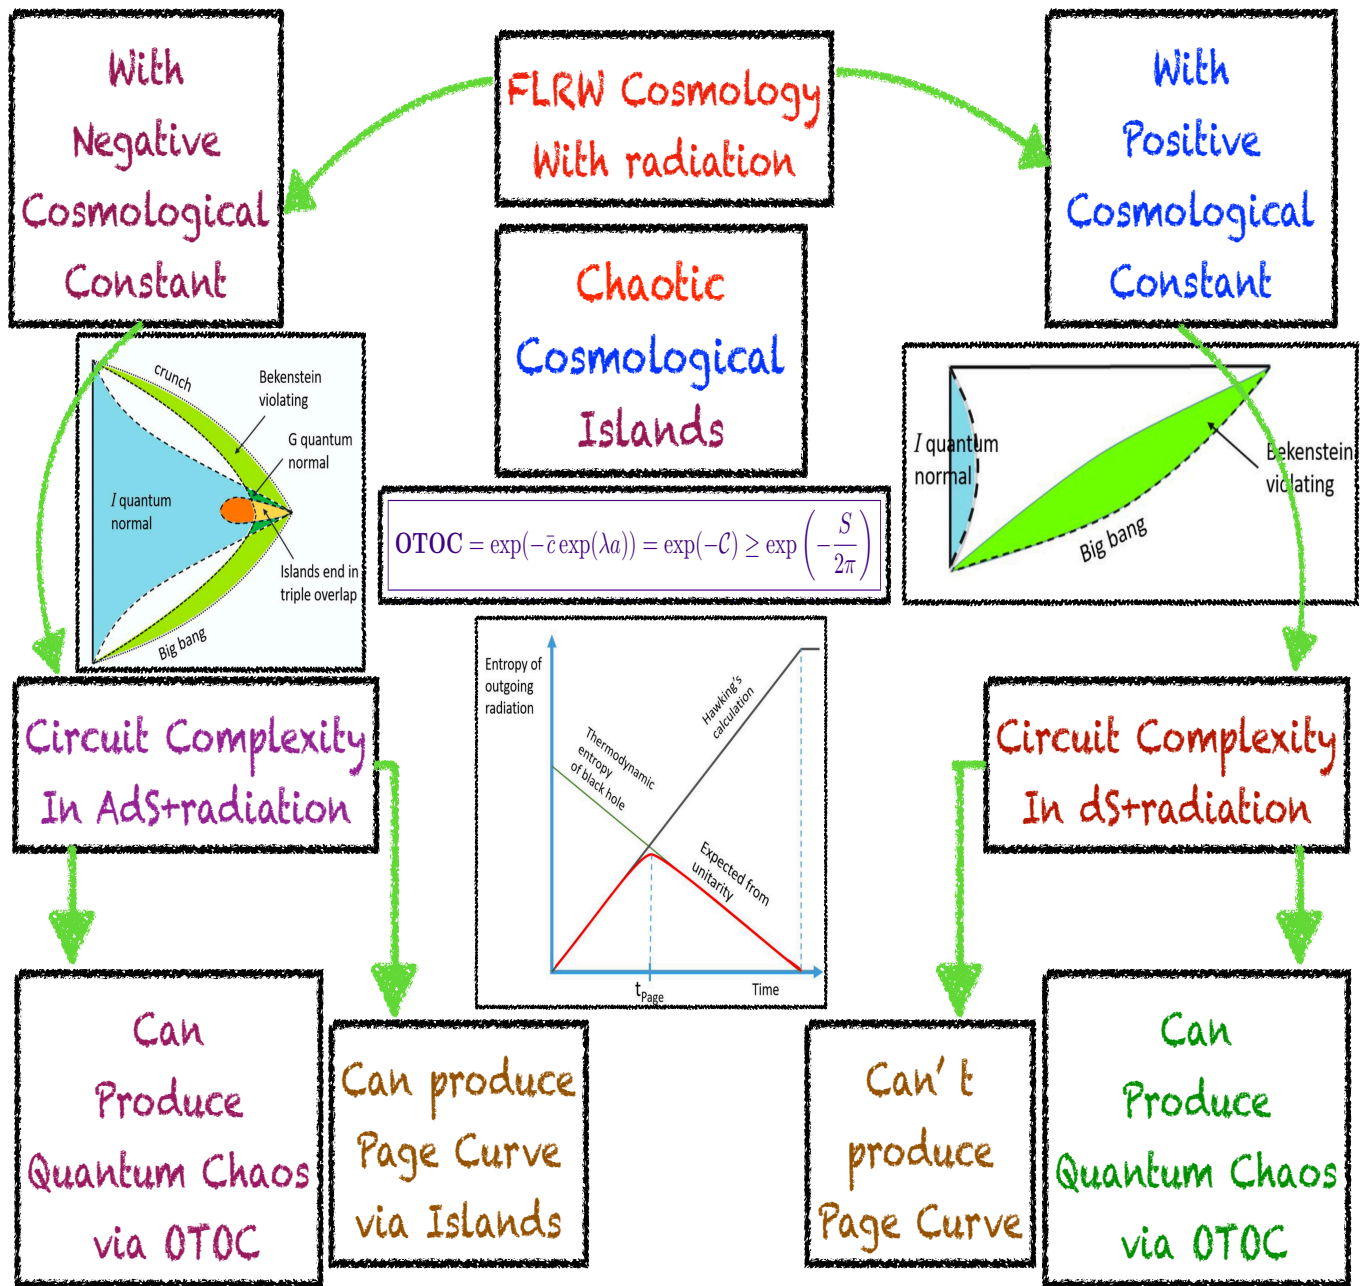 With
Negative
Cosmological
Constant
FLRW Cosmology
With radiation
With
Positive
Cosmological
Constant
Chaotic
Cosmological
Islands
crunch
Bekenstein
violating
G quantum
normal
I quantum
normal
Islands end in
triple overlap
Big bang
OTOC = exp(−c̄ exp(λa)) = exp(−𝒞) ≥ exp(−S/2π)
I quantum
normal
Bekenstein
violating
Big bang
Entropy of
outgoing
radiation
Hawking's
calculation
Thermodynamic
entropy
of black hole
Expected from
unitarity
tPage
Time
Circuit Complexity
In AdS+radiation
Circuit Complexity
In dS+radiation
Can
Produce
Quantum Chaos
via OTOC
Can produce
Page Curve
via Islands
Can't
produce
Page Curve
Can
Produce
Quantum Chaos
via OTOC